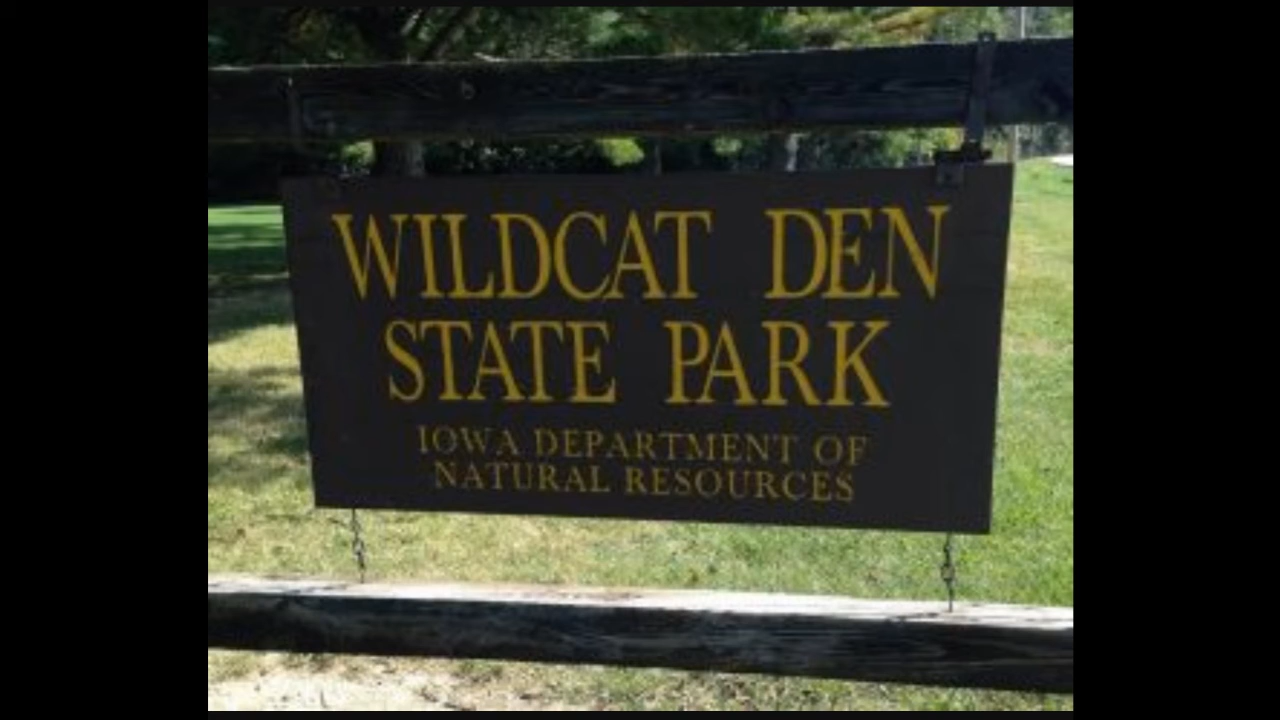 WILDCAT DEN
STATE PARK
IOWA DEPARTMENT OF
NATURAL RESOURCES